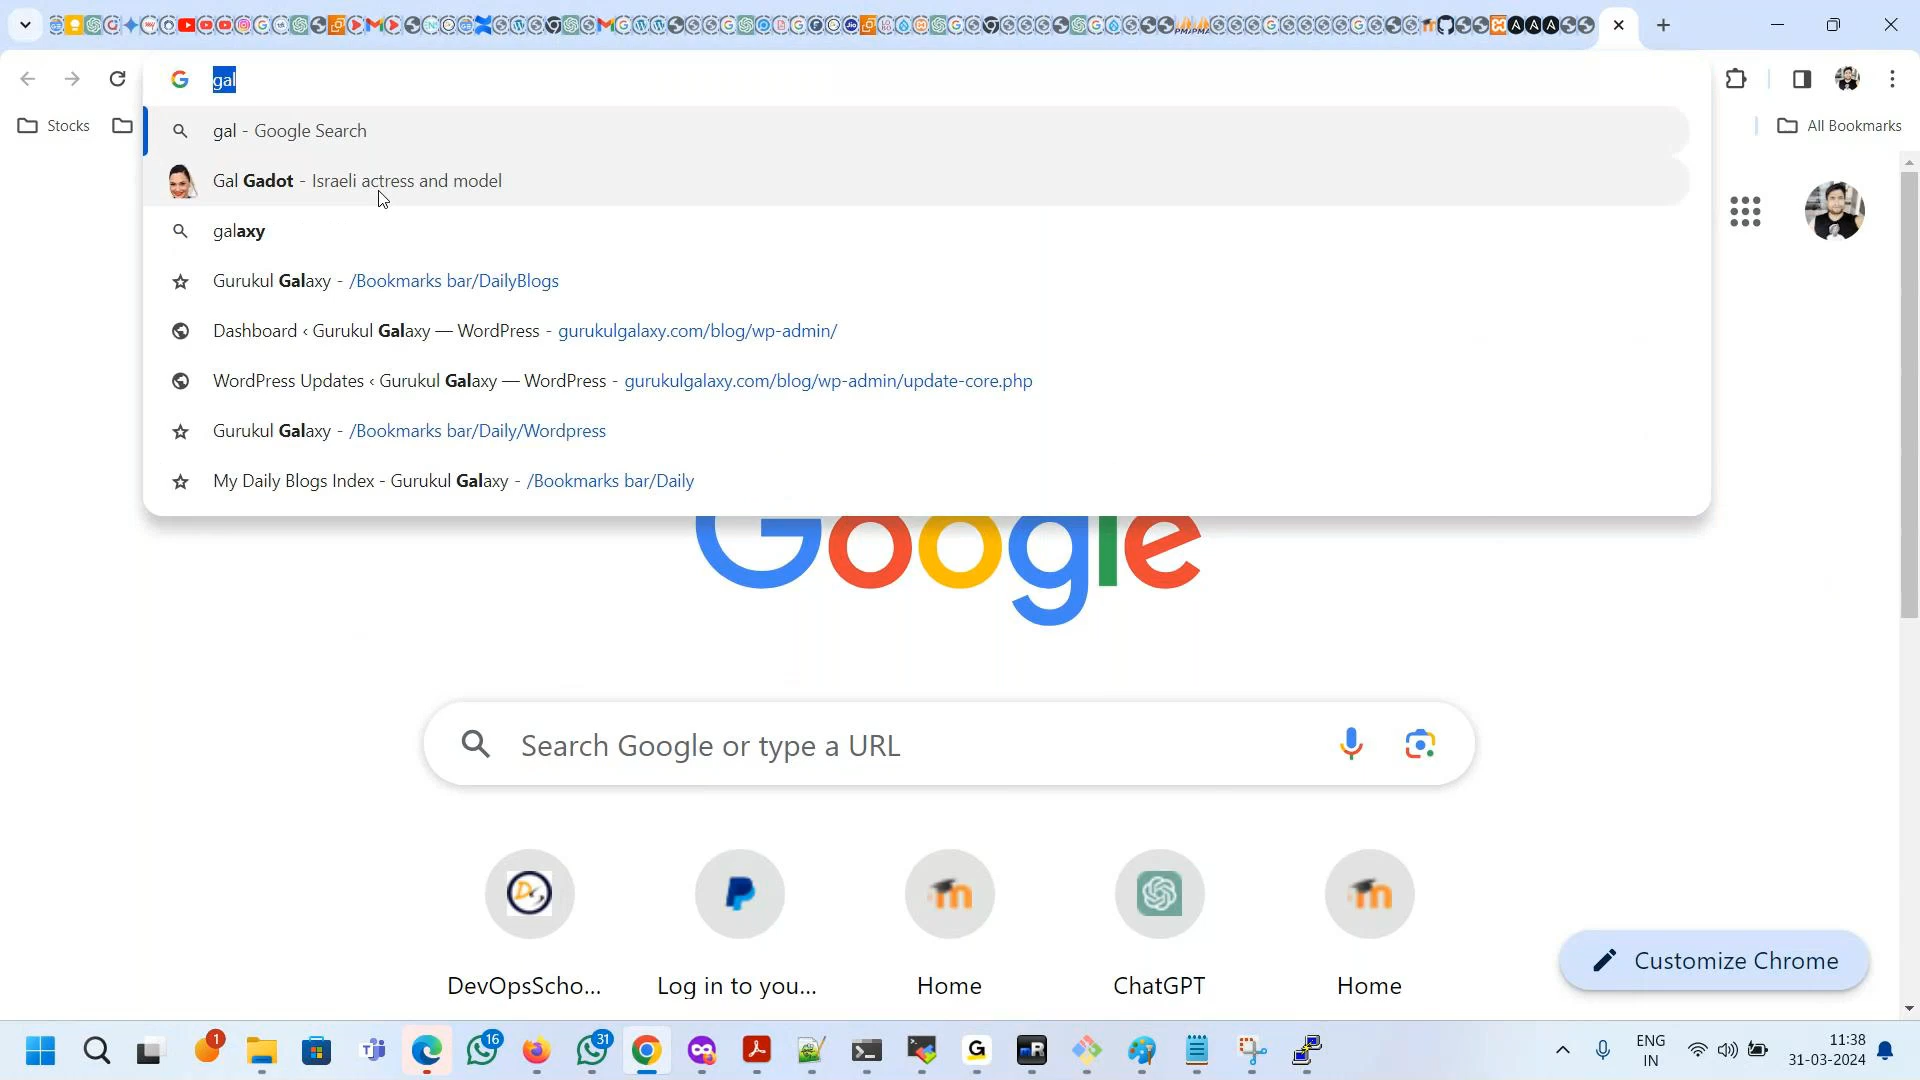 gal
Stocks
All Bookmarks
gal - Google Search
Gal Gadot - Israeli actress and model
galaxy
Gurukul Galaxy - /Bookmarks bar/DailyBlogs
Dashboard ‹ Gurukul Galaxy — WordPress - gurukulgalaxy.com/blog/wp-admin/
WordPress Updates ‹ Gurukul Galaxy — WordPress - gurukulgalaxy.com/blog/wp-admin/update-core.php
Gurukul Galaxy - /Bookmarks bar/Daily/Wordpress
My Daily Blogs Index - Gurukul Galaxy - /Bookmarks bar/Daily
Google
Search Google or type a URL
DevOpsScho... Log in to you... Home ChatGPT Home
Customize Chrome
1
16
31
ENG
IN
11:38
31-03-2024